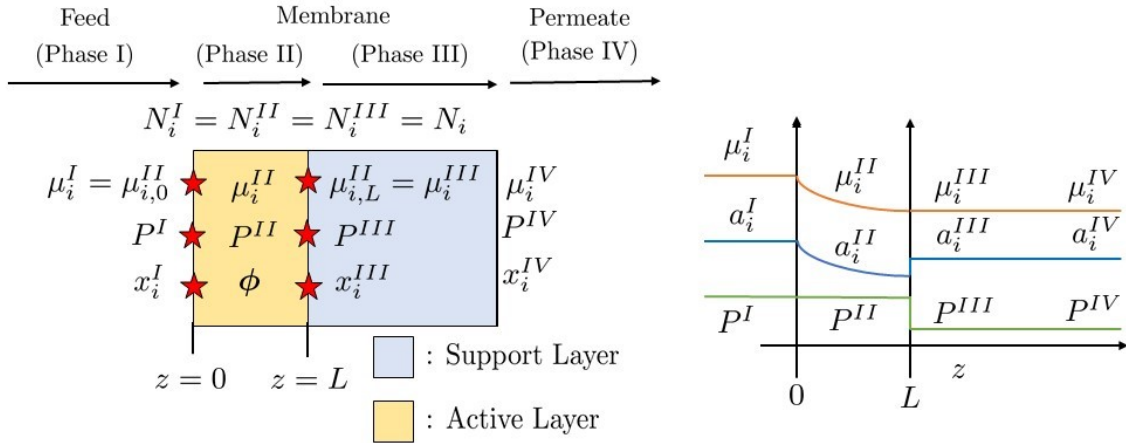 Feed Membrane Permeate
(Phase I) (Phase II) (Phase III) (Phase IV)
N_i^I = N_i^{II} = N_i^{III} = N_i
μ_i^I = μ_{i,0}^{II} μ_i^{II} μ_{i,L}^{II} = μ_i^{III} μ_i^{IV}
P^I P^{II} P^{III} P^{IV}
x_i^I ϕ x_i^{III} x_i^{IV}
z = 0 z = L
: Support Layer
: Active Layer
μ_i^I μ_i^{II} μ_i^{III} μ_i^{IV}
a_i^I a_i^{II} a_i^{III} a_i^{IV}
P^I P^{II} P^{III} P^{IV}
z
0 L